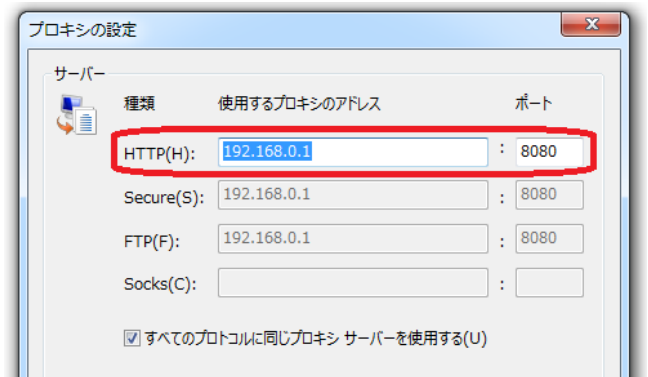 プロキシの設定
サーバー
種類 使用するプロキシのアドレス ポート
HTTP(H): 192.168.0.1 : 8080
Secure(S): 192.168.0.1 : 8080
FTP(F): 192.168.0.1 : 8080
Socks(C): :
すべてのプロトコルに同じプロキシ サーバーを使用する(U)